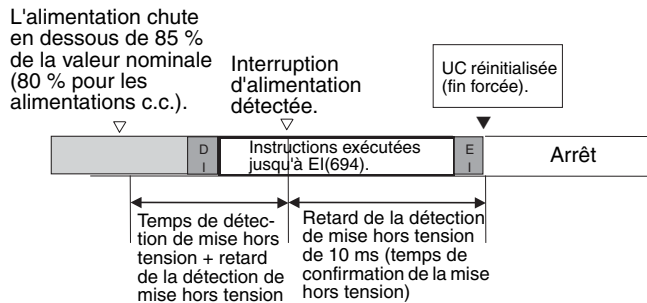 L'alimentation chute
en dessous de 85 %
de la valeur nominale
(80 % pour les
alimentations c.c.).
Interruption
d'alimentation
détectée.
UC réinitialisée
(fin forcée).
D
I
Instructions exécutées
jusqu'à EI(694).
E
I
Arrêt
Temps de détec-
tion de mise hors
tension + retard
de la détection de
mise hors tension
Retard de la détection
de mise hors tension
de 10 ms (temps de
confirmation de la mise
hors tension)